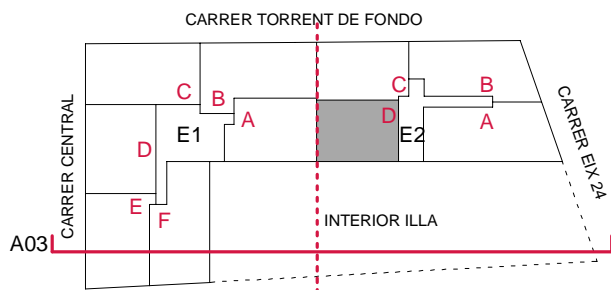 CARRER TORRENT DE FONDO
C
B
C
B
A
D
A
E1
E2
D
E
F
CARRER CENTRAL
CARRER EIX 24
INTERIOR ILLA
A03